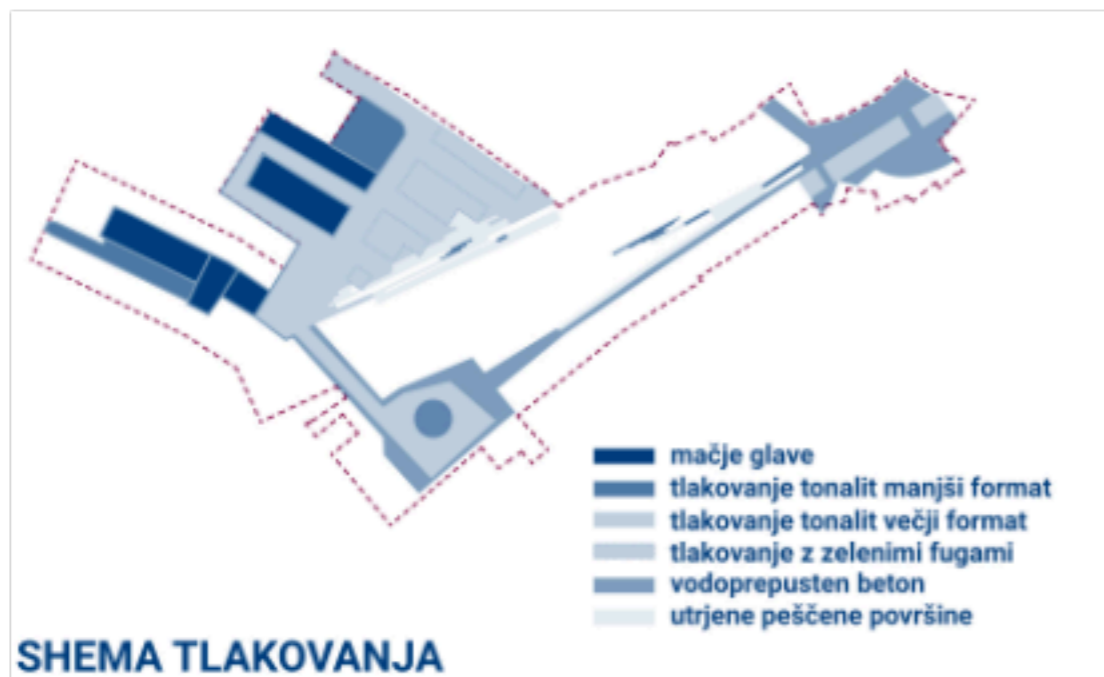 mačje glave
tlakovanje tonalit manjši format
tlakovanje tonalit večji format
tlakovanje z zelenimi fugami
vodoprepusten beton
utrjene peščene površine
SHEMA TLAKOVANJA